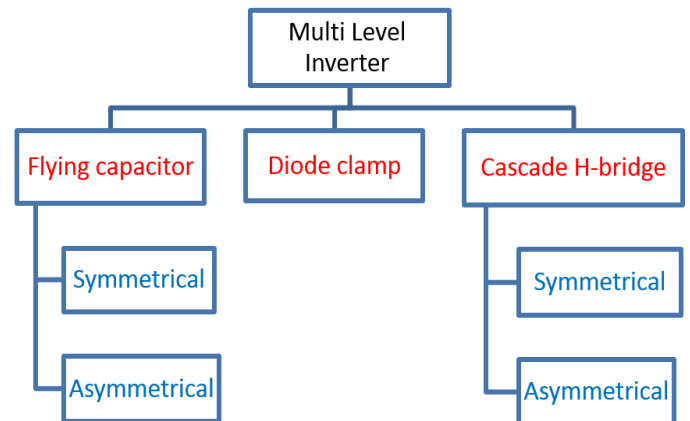 Multi Level
Inverter
Flying capacitor
Diode clamp
Cascade H-bridge
Symmetrical
Symmetrical
Asymmetrical
Asymmetrical